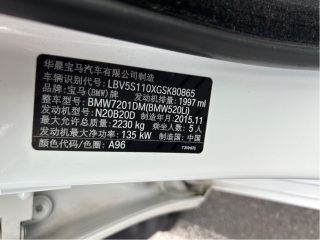 华晨宝马汽车有限公司制造
车辆识别代号: LBV5S110XGSK80865
品牌: 宝马(BMW)牌 发动机排量: 1997 ml
整车型号: BMW7201DM(BMW520Li)
发动机型号: N20B20D 制造年月: 2015.11
最大允许总质量: 2230 kg 乘坐人数: 5 人
发动机最大净功率: 135 kW 制造国: 中国
颜色代码/色圈: A96